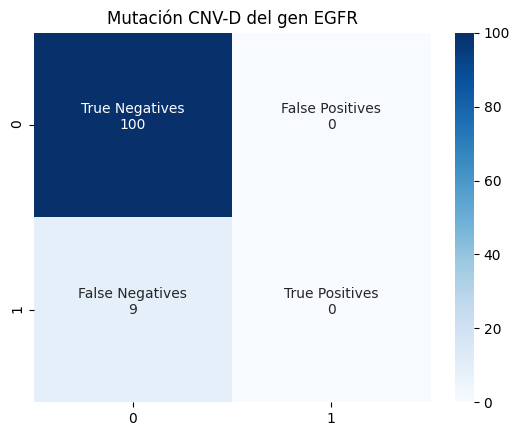 Mutación CNV-D del gen EGFR
0
True Negatives
100
False Positives
0
1
False Negatives
9
True Positives
0
0
1
100
80
60
40
20
0